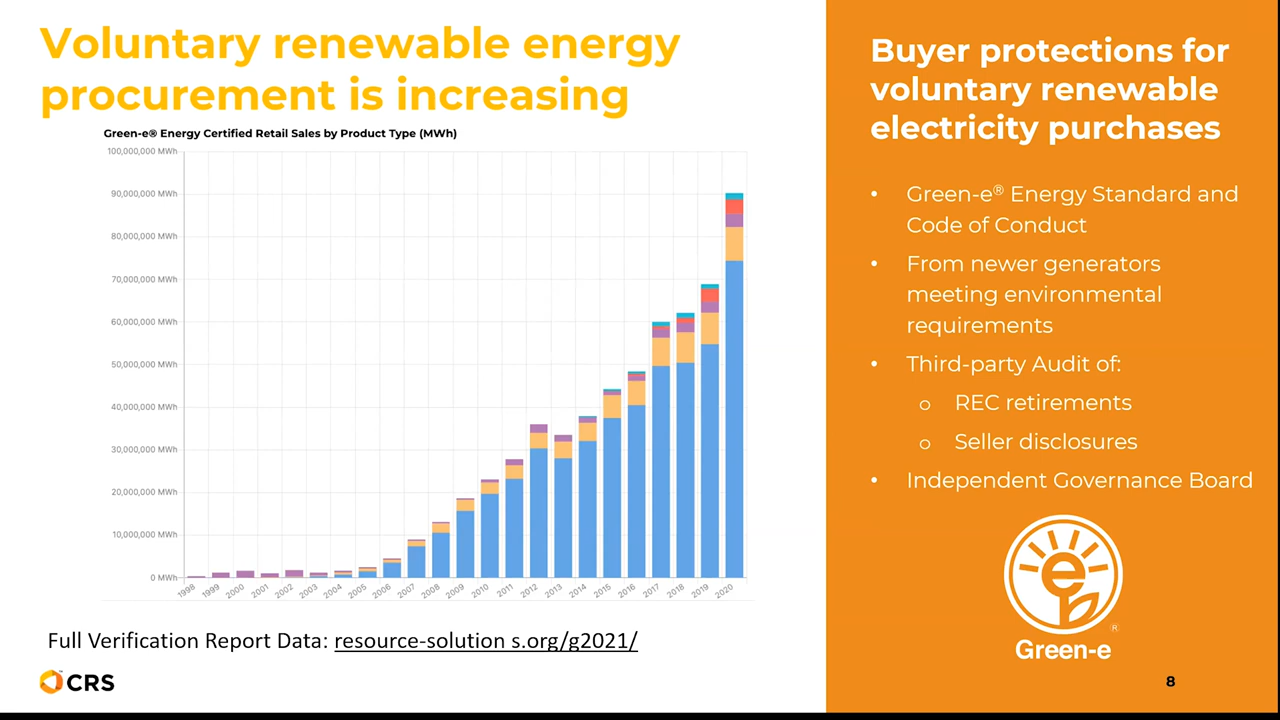 Voluntary renewable energy
procurement is increasing
Green-e® Energy Certified Retail Sales by Product Type (MWh)
100,000,000 MWh
90,000,000 MWh
80,000,000 MWh
70,000,000 MWh
60,000,000 MWh
50,000,000 MWh
40,000,000 MWh
30,000,000 MWh
20,000,000 MWh
10,000,000 MWh
0 MWh
1998 1999 2000 2001 2002 2003 2004 2005 2006 2007 2008 2009 2010 2011 2012 2013 2014 2015 2016 2017 2018 2019 2020
Full Verification Report Data: resource-solution s.org/g2021/
CRS
Buyer protections for
voluntary renewable
electricity purchases
• Green-e® Energy Standard and
Code of Conduct
• From newer generators
meeting environmental
requirements
• Third-party Audit of:
o REC retirements
o Seller disclosures
• Independent Governance Board
e
®
Green-e
8